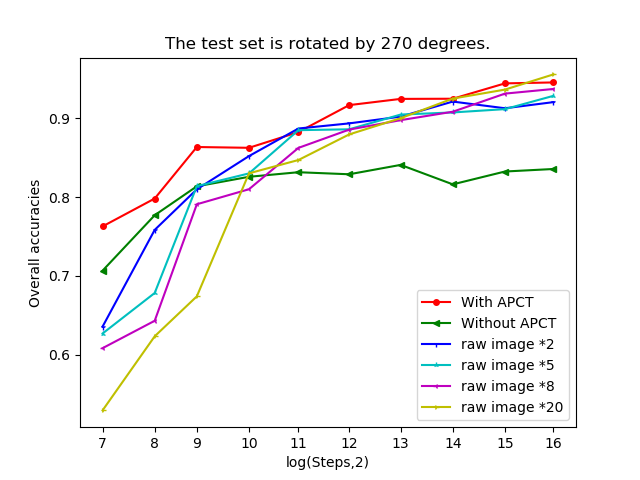 The test set is rotated by 270 degrees.
Overall accuracies
0.9
0.8
0.7
0.6
With APCT
Without APCT
raw image *2
raw image *5
raw image *8
raw image *20
7 8 9 10 11 12 13 14 15 16
log(Steps,2)